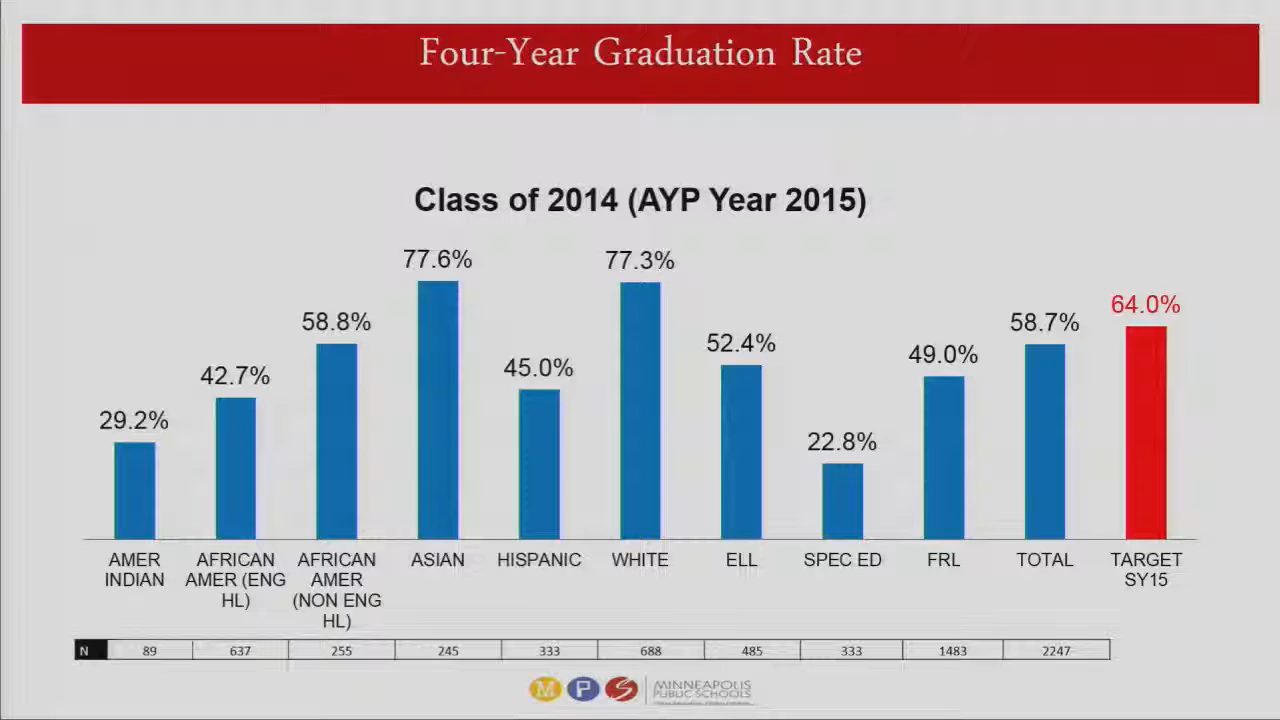 Four-Year Graduation Rate
Class of 2014 (AYP Year 2015)
29.2%
42.7%
58.8%
77.6%
45.0%
77.3%
52.4%
22.8%
49.0%
58.7%
64.0%
AMER
INDIAN
AFRICAN
AMER (ENG
HL)
AFRICAN
AMER
(NON ENG
HL)
ASIAN
HISPANIC
WHITE
ELL
SPEC ED
FRL
TOTAL
TARGET
SY15
N 89 637 255 245 333 688 485 333 1483 2247
M P S MINNEAPOLIS
PUBLIC SCHOOLS